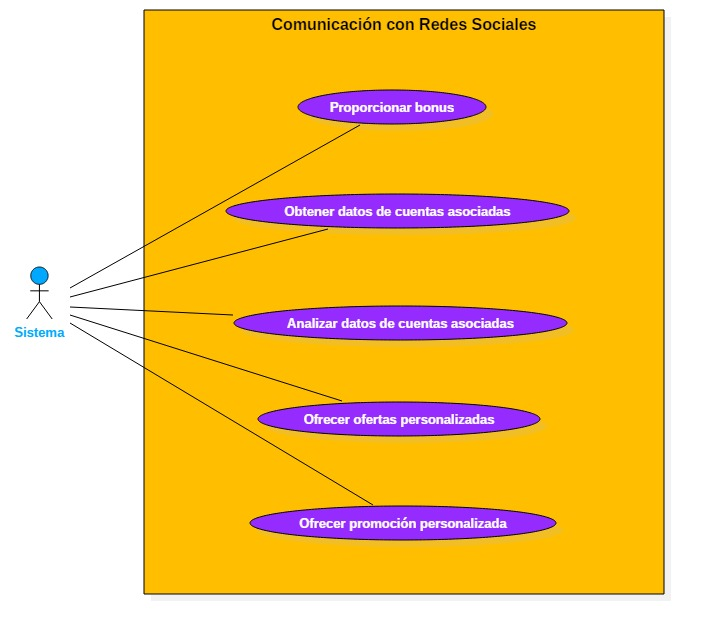 Comunicación con Redes Sociales
Proporcionar bonus
Obtener datos de cuentas asociadas
Analizar datos de cuentas asociadas
Sistema
Ofrecer ofertas personalizadas
Ofrecer promoción personalizada